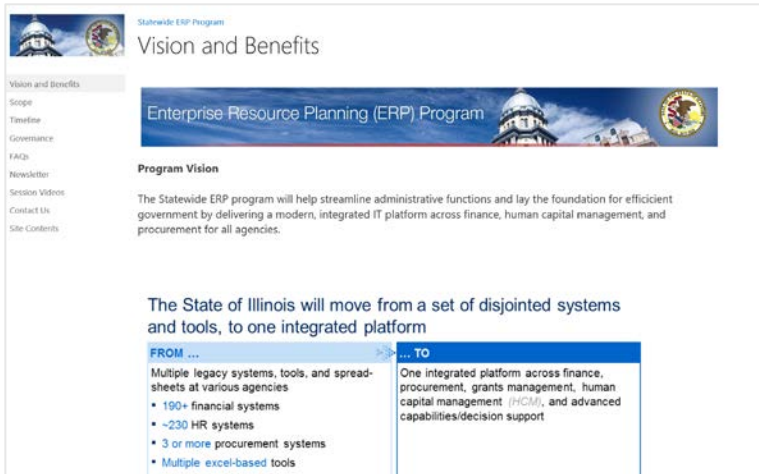 Statewide ERP Program
Vision and Benefits
Vision and Benefits
Scope
Timeline
Governance
FAQs
Newsletter
Session Videos
Contact Us
Site Contents
Enterprise Resource Planning (ERP) Program
Program Vision
The Statewide ERP program will help streamline administrative functions and lay the foundation for efficicient
government by delivering a modern, integrated IT platform across finance, human capital management, and
procurement for all agencies.
The State of Illinois will move from a set of disjointed systems
and tools, to one integrated platform
FROM ...
Multiple legacy systems, tools, and spread-
sheets at various agencies
▪ 190+ financial systems
▪ ~230 HR systems
▪ 3 or more procurement systems
▪ Multiple excel-based tools
... TO
One integrated platform across finance,
procurement, grants management, human
capital management (HCM), and advanced
capabilities/decision support